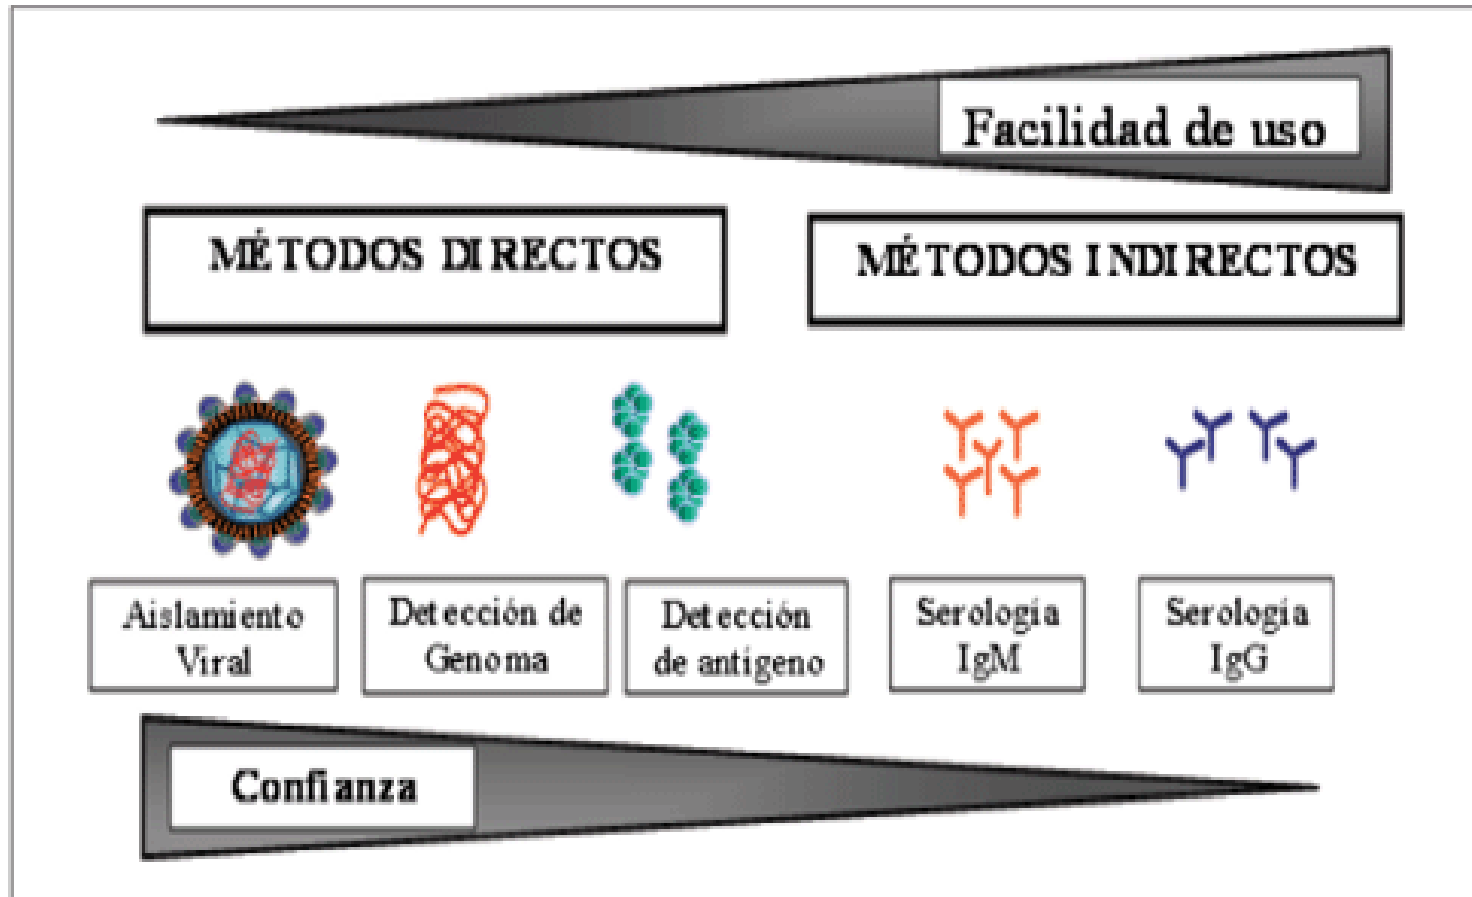 Facilidad de uso
MÉTODOS DIRECTOS
MÉTODOS INDIRECTOS
Aislamiento
Viral
Detección de
Genoma
Detección
de antígeno
Serología
IgM
Serología
IgG
Confianza